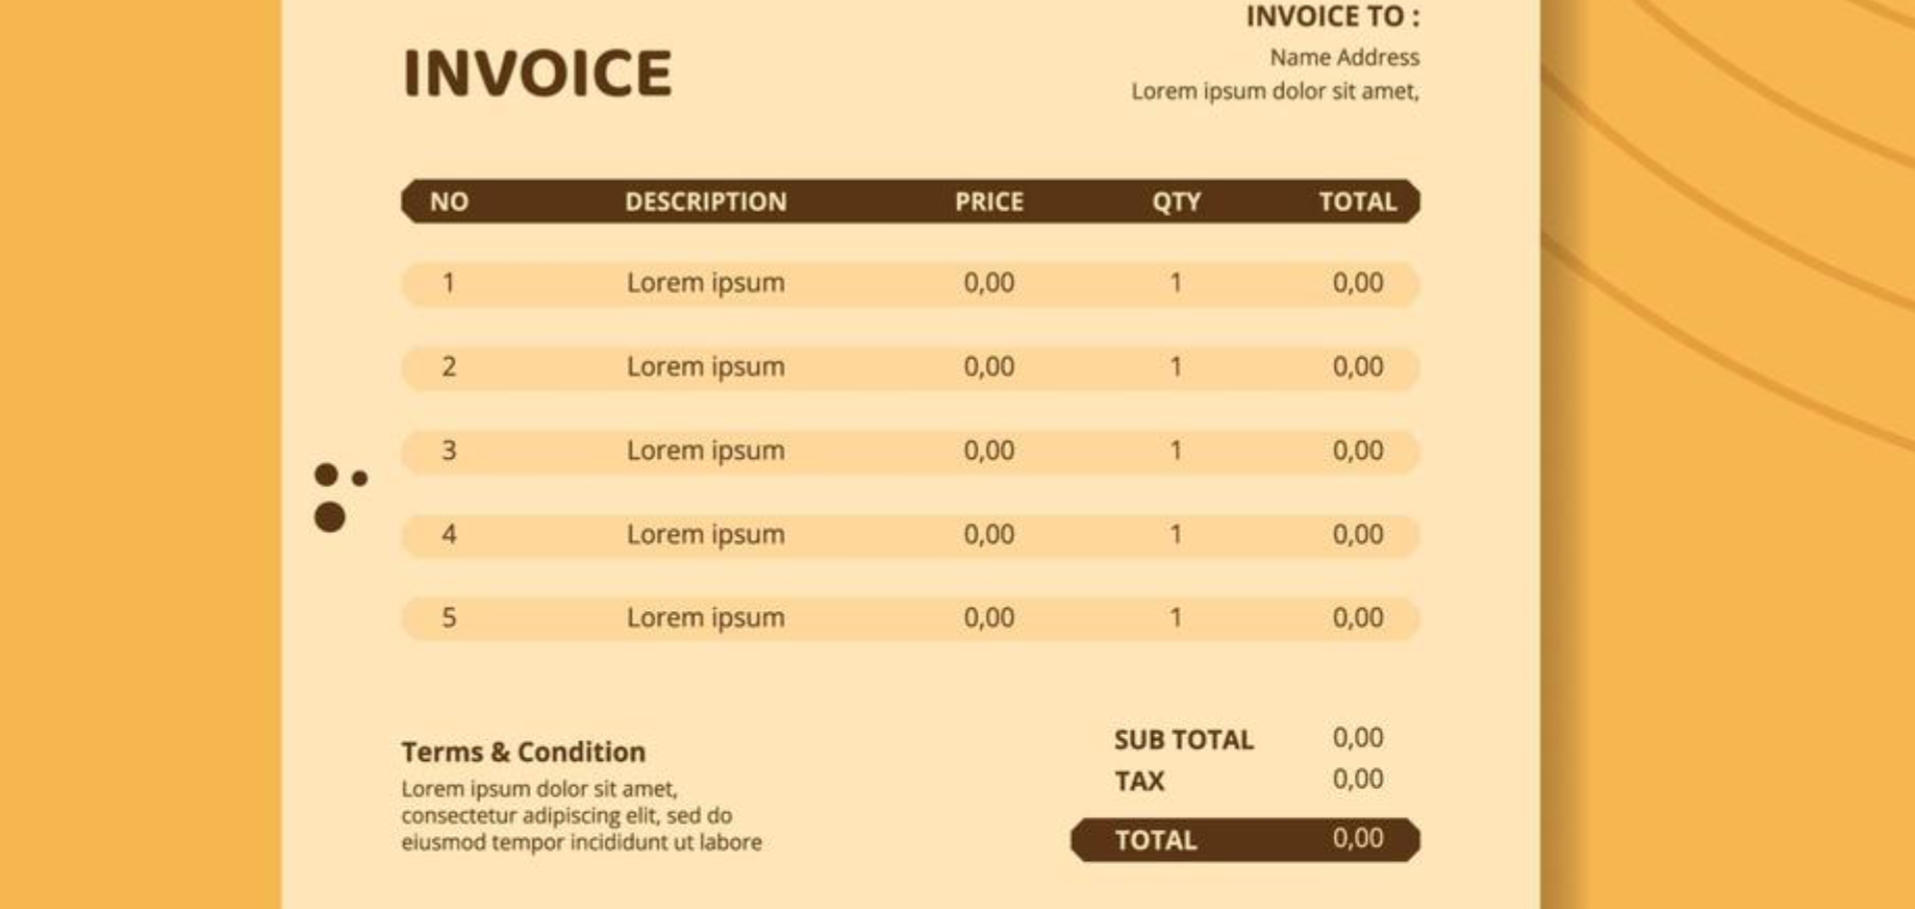 INVOICE TO :
INVOICE
Name Address
Lorem ipsum dolor sit amet,
NO DESCRIPTION PRICE QTY TOTAL
1 Lorem ipsum 0,00 1 0,00
2 Lorem ipsum 0,00 1 0,00
3 Lorem ipsum 0,00 1 0,00
4 Lorem ipsum 0,00 1 0,00
5 Lorem ipsum 0,00 1 0,00
Terms & Condition
Lorem ipsum dolor sit amet,
consectetur adipiscing elit, sed do
eiusmod tempor incididunt ut labore
SUB TOTAL 0,00
TAX 0,00
TOTAL 0,00